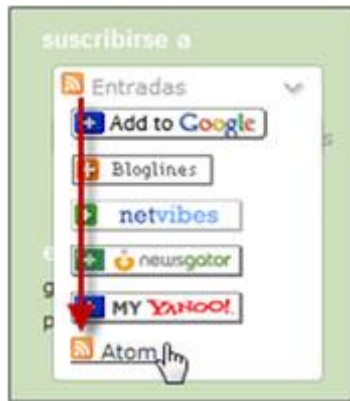 suscribirse a
Entradas
Add to Google
Bloglines
netvibes
newsgator
MY YAHOO!
Atom